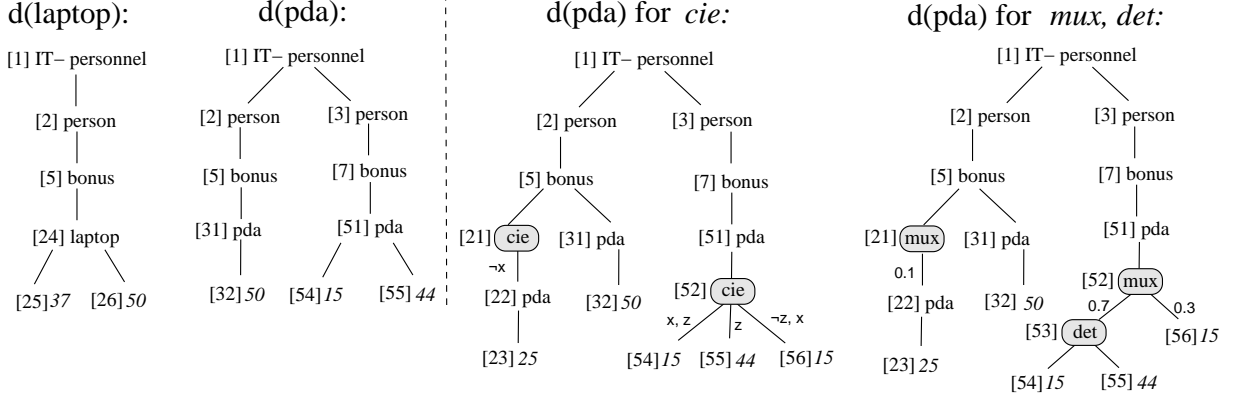 d(laptop):
[1] IT– personnel
[2] person
[5] bonus
[24] laptop
[25] 37 [26] 50
d(pda):
[1] IT– personnel
[2] person [3] person
[5] bonus [7] bonus
[31] pda [51] pda
[32] 50 [54] 15 [55] 44
d(pda) for cie:
[1] IT– personnel
[2] person [3] person
[5] bonus [7] bonus
[21] cie [31] pda [51] pda
¬x
[22] pda [32] 50 [52] cie
x, z z ¬z, x
[23] 25 [54] 15 [55] 44 [56] 15
d(pda) for mux, det:
[1] IT– personnel
[2] person [3] person
[5] bonus [7] bonus
[21] mux [31] pda [51] pda
0.1 [52] mux
[22] pda [32] 50 0.7 0.3
[53] det [56] 15
[23] 25 [54] 15 [55] 44